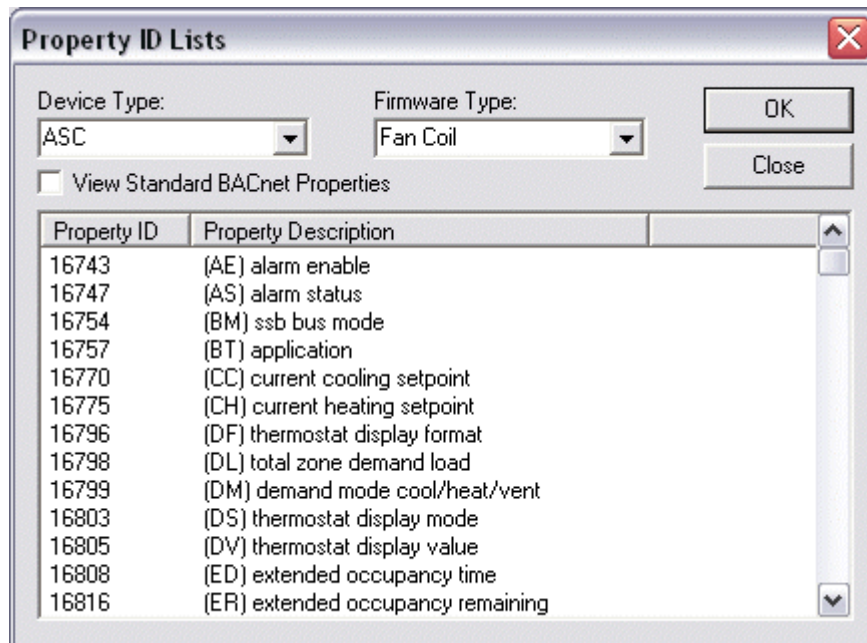 Property ID Lists
Device Type: Firmware Type:
ASC Fan Coil OK
View Standard BACnet Properties Close
Property ID Property Description
16743 (AE) alarm enable
16747 (AS) alarm status
16754 (BM) ssb bus mode
16757 (BT) application
16770 (CC) current cooling setpoint
16775 (CH) current heating setpoint
16796 (DF) thermostat display format
16798 (DL) total zone demand load
16799 (DM) demand mode cool/heat/vent
16803 (DS) thermostat display mode
16805 (DV) thermostat display value
16808 (ED) extended occupancy time
16816 (ER) extended occupancy remaining